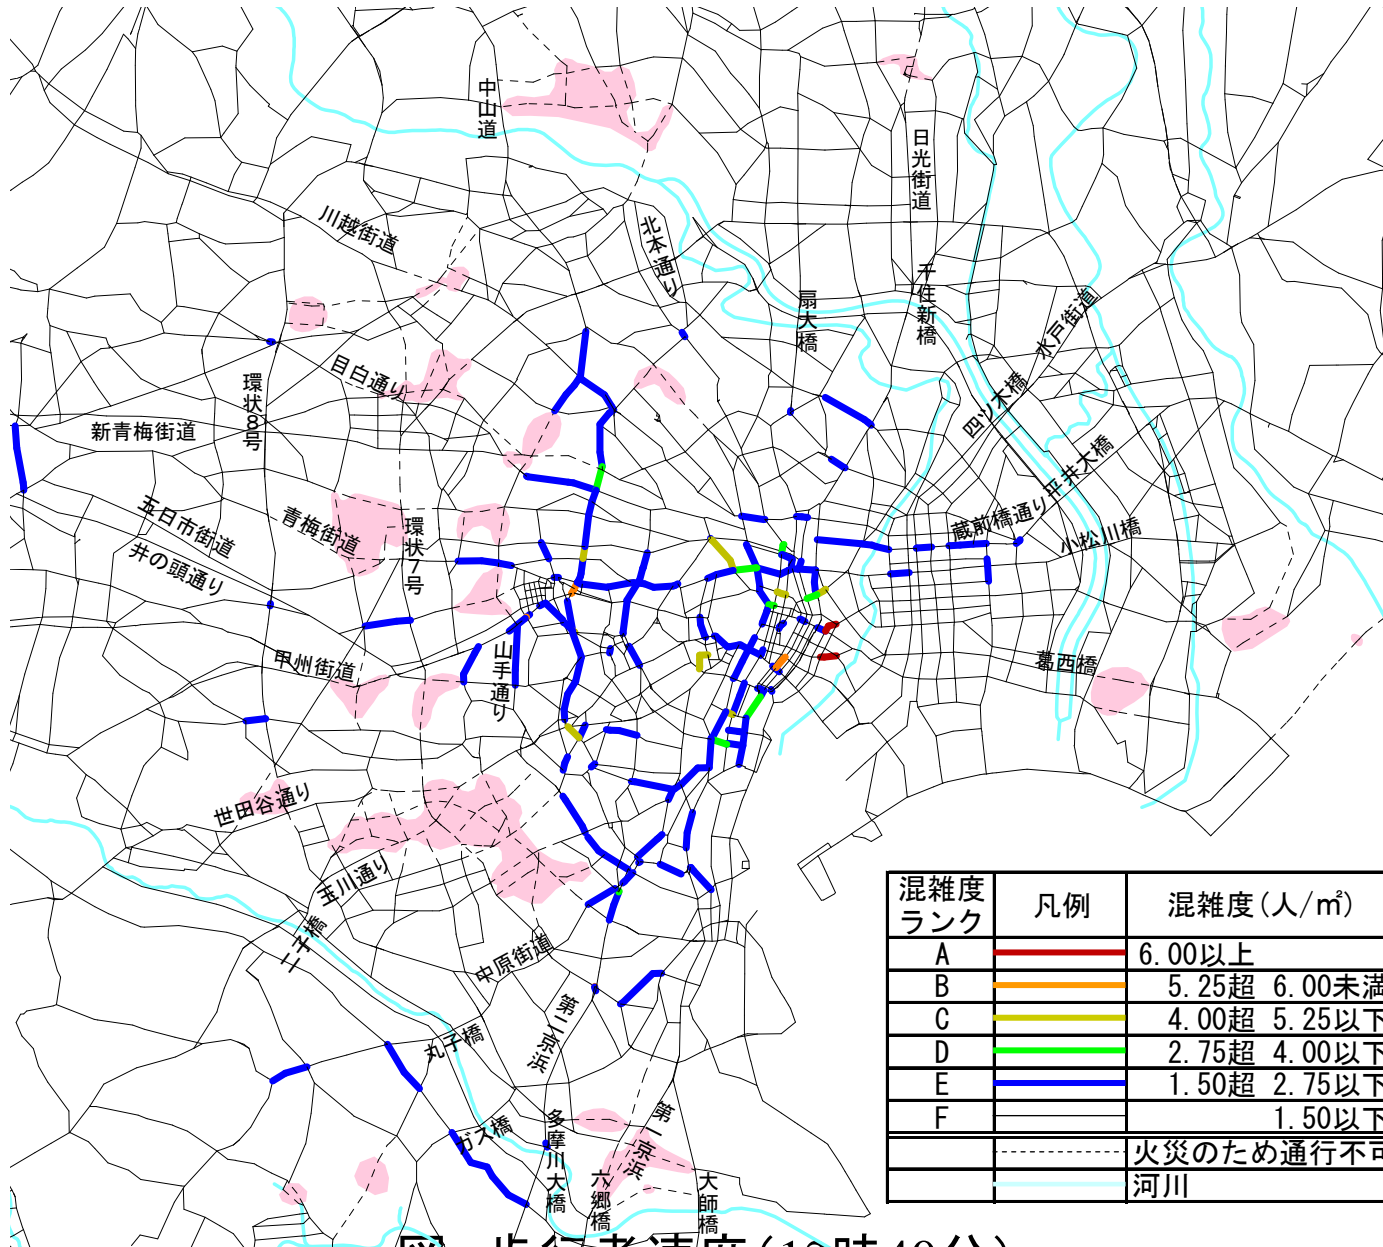 中山道
日光街道
川越街道
北本通り
千住新橋
扇大橋
水戸街道
目白通り
環状8号
四ツ木橋
新青梅街道
平井大橋
五日市街道
青梅街道
環状7号
蔵前橋通り
小松川橋
井の頭通り
甲州街道
山手通り
葛西橋
世田谷通り
玉川通り
二子橋
中原街道
第二京浜
丸子橋
ガス橋
多摩川大橋
第一京浜
六郷橋
大師橋
混雑度ランク 凡例 混雑度(人/㎡)
A 6.00以上
B 5.25超 6.00未満
C 4.00超 5.25以下
D 2.75超 4.00以下
E 1.50超 2.75以下
F 1.50以下
火災のため通行不可
河川